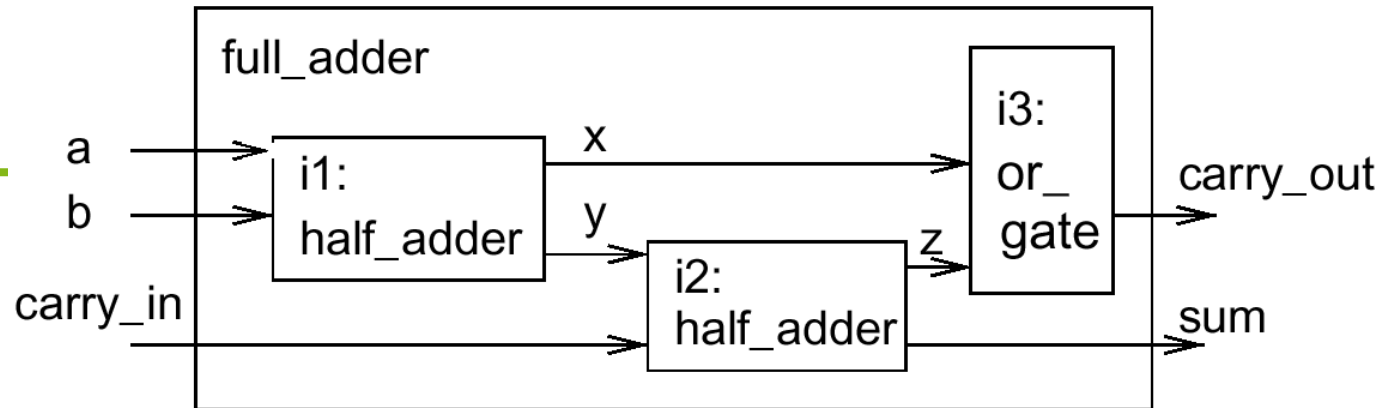 full_adder
a
b
carry_in
i1:
half_adder
x
y
i2:
half_adder
z
i3:
or_
gate
carry_out
sum